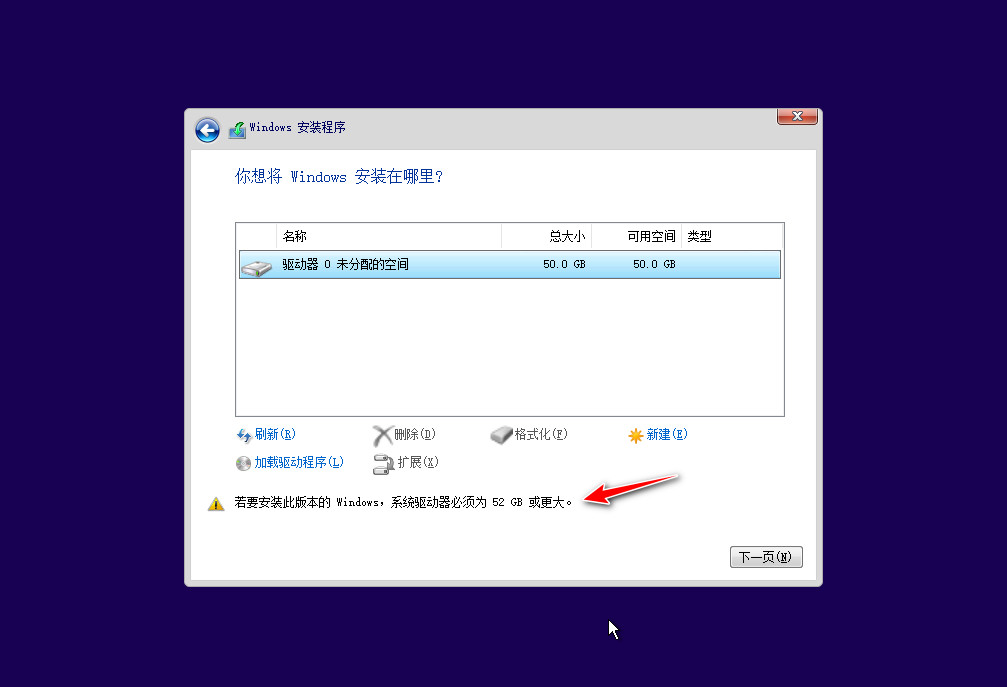 Windows 安装程序
你想将 Windows 安装在哪里?
名称 总大小 可用空间 类型
驱动器 0 未分配的空间 50.0 GB 50.0 GB
刷新(R) 删除(D) 格式化(F) 新建(E)
加载驱动程序(L) 扩展(X)
若要安装此版本的 Windows，系统驱动器必须为 52 GB 或更大。
下一页(N)